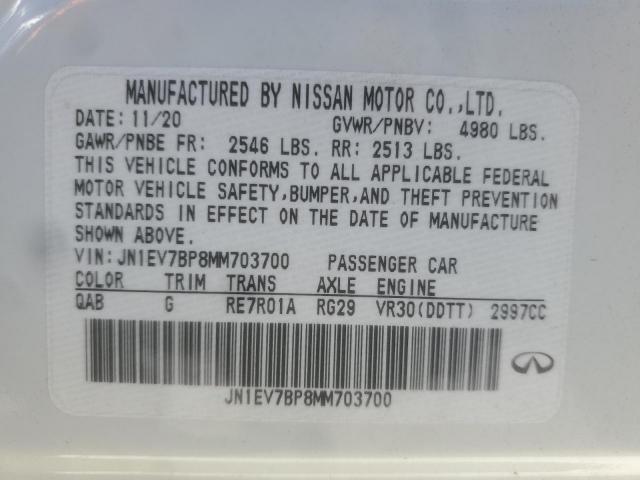 MANUFACTURED BY NISSAN MOTOR CO.,LTD.
DATE: 11/20 GVWR/PNBV: 4980 LBS.
GAWR/PNBE FR: 2546 LBS. RR: 2513 LBS.
THIS VEHICLE CONFORMS TO ALL APPLICABLE FEDERAL
MOTOR VEHICLE SAFETY,BUMPER,AND THEFT PREVENTION
STANDARDS IN EFFECT ON THE DATE OF MANUFACTURE
SHOWN ABOVE.
VIN:JN1EV7BP8MM703700 PASSENGER CAR
COLOR TRIM TRANS AXLE ENGINE
QAB G RE7R01A RG29 VR30(DDTT) 2997CC
JN1EV7BP8MM703700